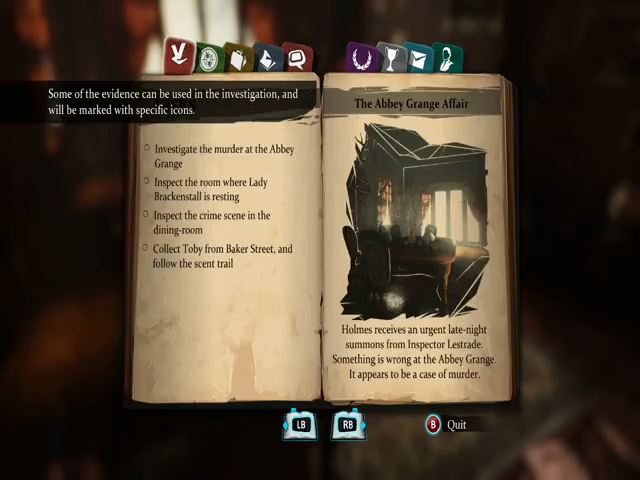 Some of the evidence can be used in the investigation, and
will be marked with specific icons.
Investigate the murder at the Abbey
Grange
Inspect the room where Lady
Brackenstall is resting
Inspect the crime scene in the
dining-room
Collect Toby from Baker Street, and
follow the scent trail
The Abbey Grange Affair
Holmes receives an urgent late-night
summons from Inspector Lestrade.
Something is wrong at the Abbey Grange.
It appears to be a case of murder.
LB
RB
B Quit